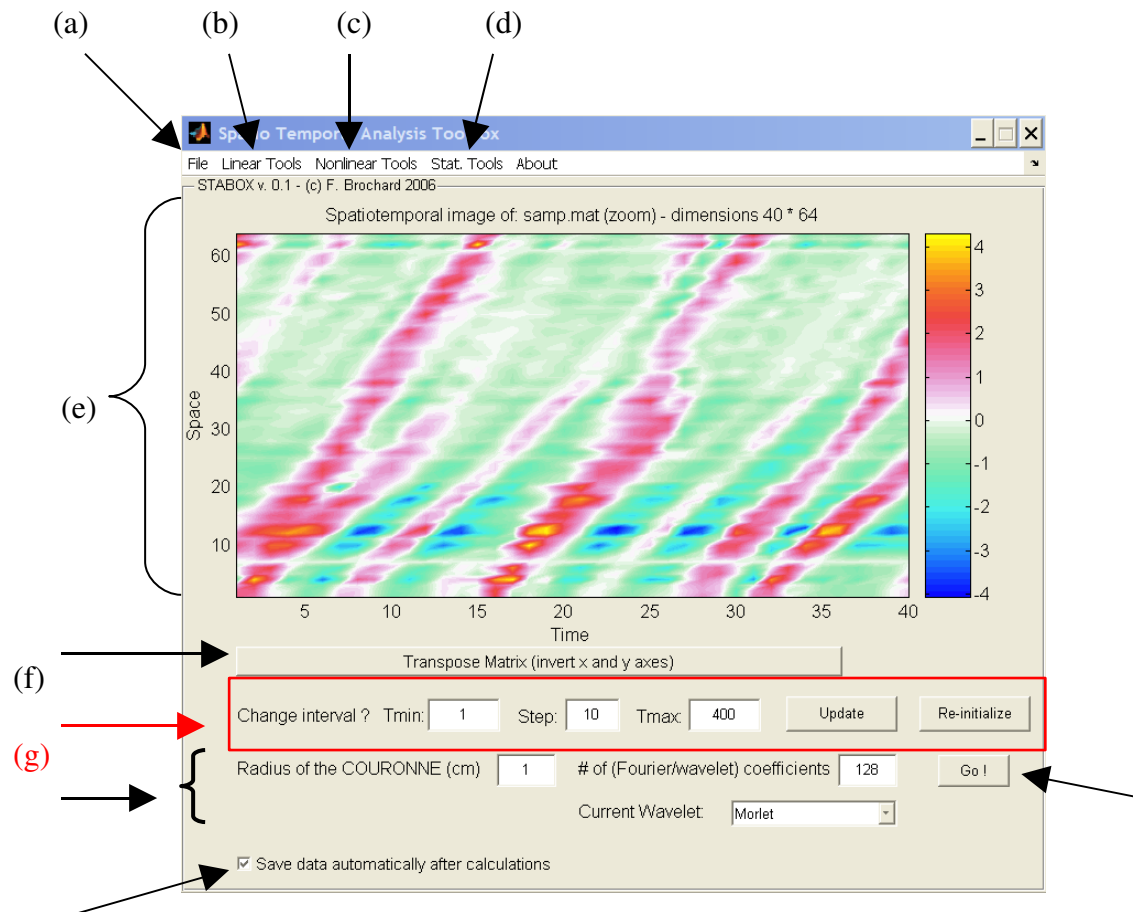 (a) (b) (c) (d)
Spatio Temporal Analysis Toolbox
File Linear Tools Nonlinear Tools Stat. Tools About
STABOX v. 0.1 - (c) F. Brochard 2006
Spatiotemporal image of: samp.mat (zoom) - dimensions 40 * 64
60
50
40
30
20
10
Space
(e)
5 10 15 20 25 30 35 40
Time
4
3
2
1
0
-1
-2
-3
-4
Transpose Matrix (invert x and y axes)
(f)
Change interval ? Tmin: 1 Step: 10 Tmax: 400 Update Re-initialize
(g)
Radius of the COURONNE (cm) 1 # of (Fourier/wavelet) coefficients 128 Go !
Current Wavelet: Morlet
Save data automatically after calculations